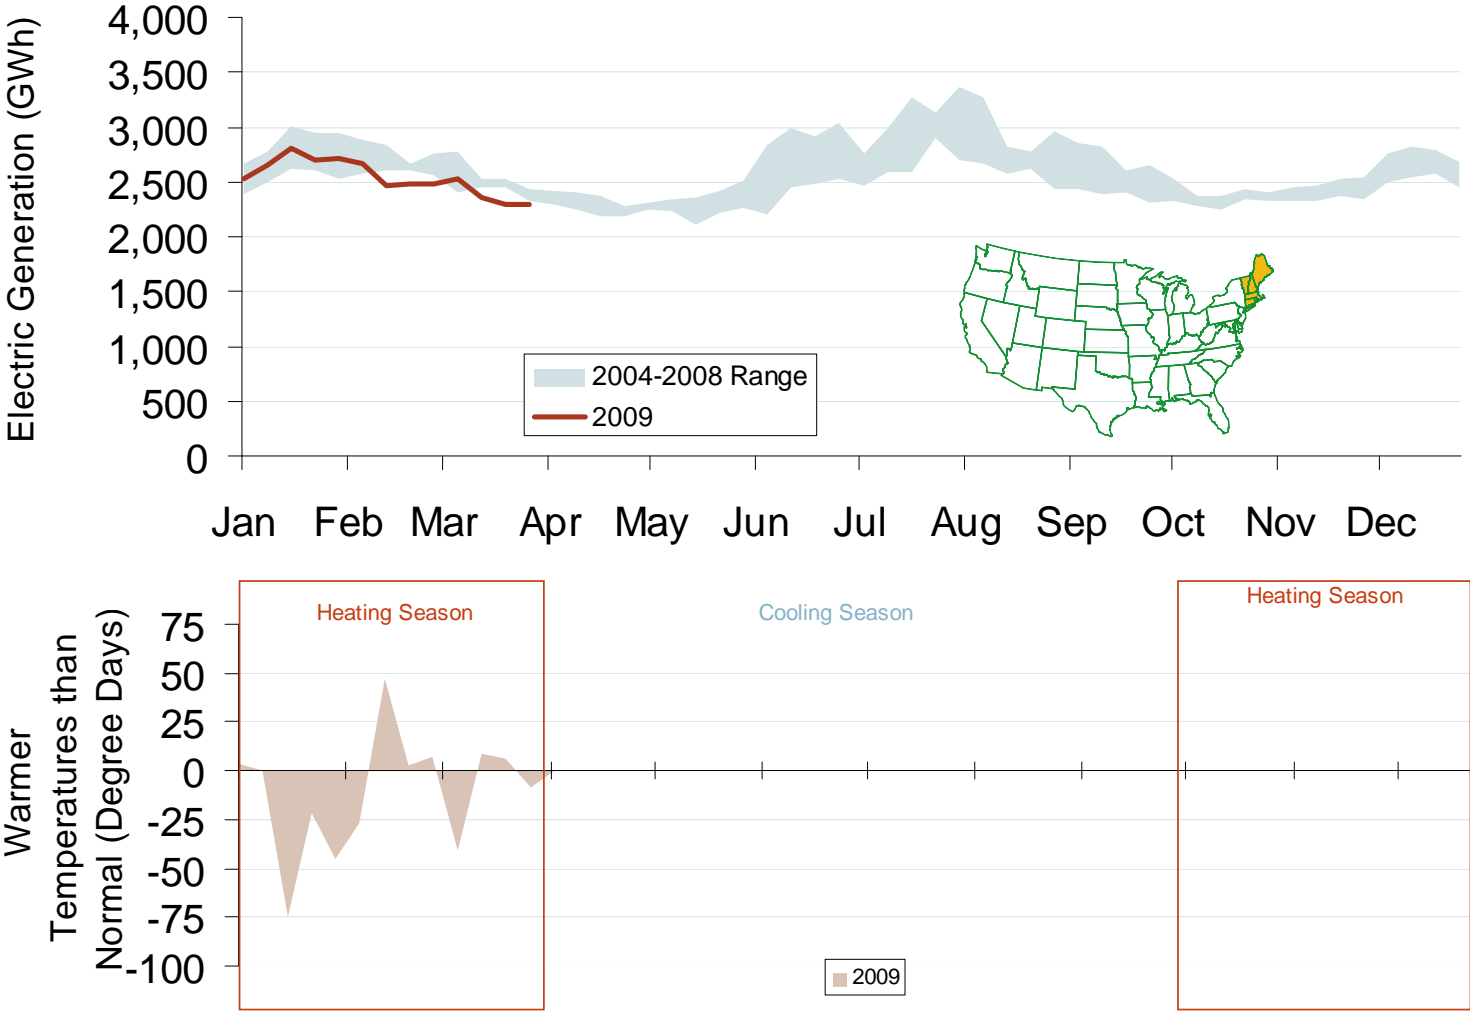 Electric Generation (GWh)
4,000
3,500
3,000
2,500
2,000
1,500
1,000
500
0
2004-2008 Range
2009
Jan Feb Mar Apr May Jun Jul Aug Sep Oct Nov Dec
Warmer
Temperatures than
Normal (Degree Days)
75
50
25
0
-25
-50
-75
-100
Heating Season
Cooling Season
Heating Season
2009